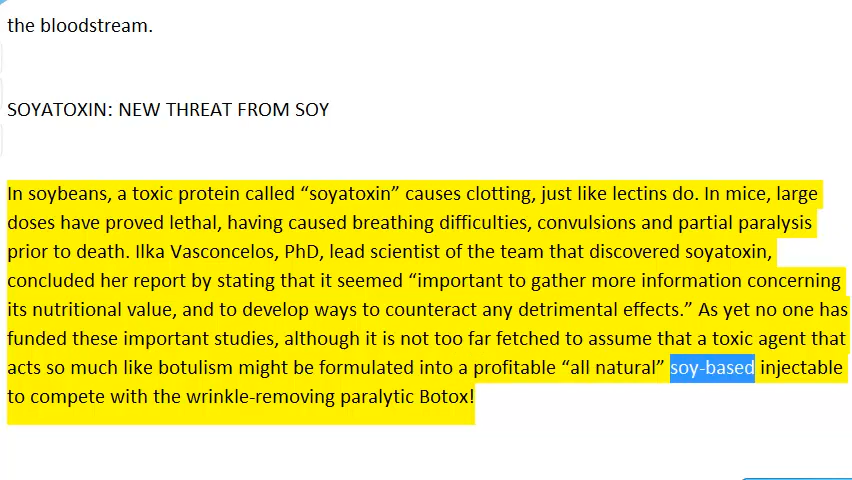 the bloodstream.
SOYATOXIN: NEW THREAT FROM SOY
In soybeans, a toxic protein called “soyatoxin” causes clotting, just like lectins do. In mice, large
doses have proved lethal, having caused breathing difficulties, convulsions and partial paralysis
prior to death. Ilka Vasconcelos, PhD, lead scientist of the team that discovered soyatoxin,
concluded her report by stating that it seemed “important to gather more information concerning
its nutritional value, and to develop ways to counteract any detrimental effects.” As yet no one has
funded these important studies, although it is not too far fetched to assume that a toxic agent that
acts so much like botulism might be formulated into a profitable “all natural” soy-based injectable
to compete with the wrinkle-removing paralytic Botox!